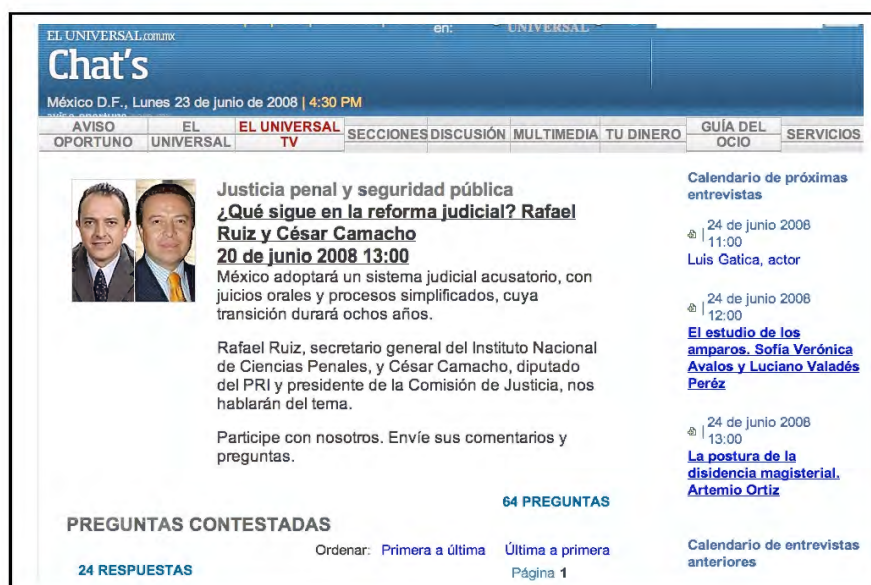 en:
UNIVERSAL
EL UNIVERSAL.com.mx
Chat's
México D.F., Lunes 23 de junio de 2008 | 4:30 PM
AVISO OPORTUNO
EL UNIVERSAL
EL UNIVERSAL TV
SECCIONES
DISCUSIÓN
MULTIMEDIA
TU DINERO
GUÍA DEL OCIO
SERVICIOS
Justicia penal y seguridad pública
¿Qué sigue en la reforma judicial? Rafael
Ruiz y César Camacho
20 de junio 2008 13:00
México adoptará un sistema judicial acusatorio, con
juicios orales y procesos simplificados, cuya
transición durará ochos años.
Rafael Ruiz, secretario general del Instituto Nacional
de Ciencias Penales, y César Camacho, diputado
del PRI y presidente de la Comisión de Justicia, nos
hablarán del tema.
Participe con nosotros. Envíe sus comentarios y
preguntas.
64 PREGUNTAS
PREGUNTAS CONTESTADAS
Ordenar: Primera a última Última a primera
24 RESPUESTAS
Página 1
Calendario de próximas
entrevistas
24 de junio 2008
11:00
Luis Gatica, actor
24 de junio 2008
12:00
El estudio de los
amparos. Sofía Verónica
Avalos y Luciano Valadés
Peréz
24 de junio 2008
13:00
La postura de la
disidencia magisterial.
Artemio Ortiz
Calendario de entrevistas
anteriores